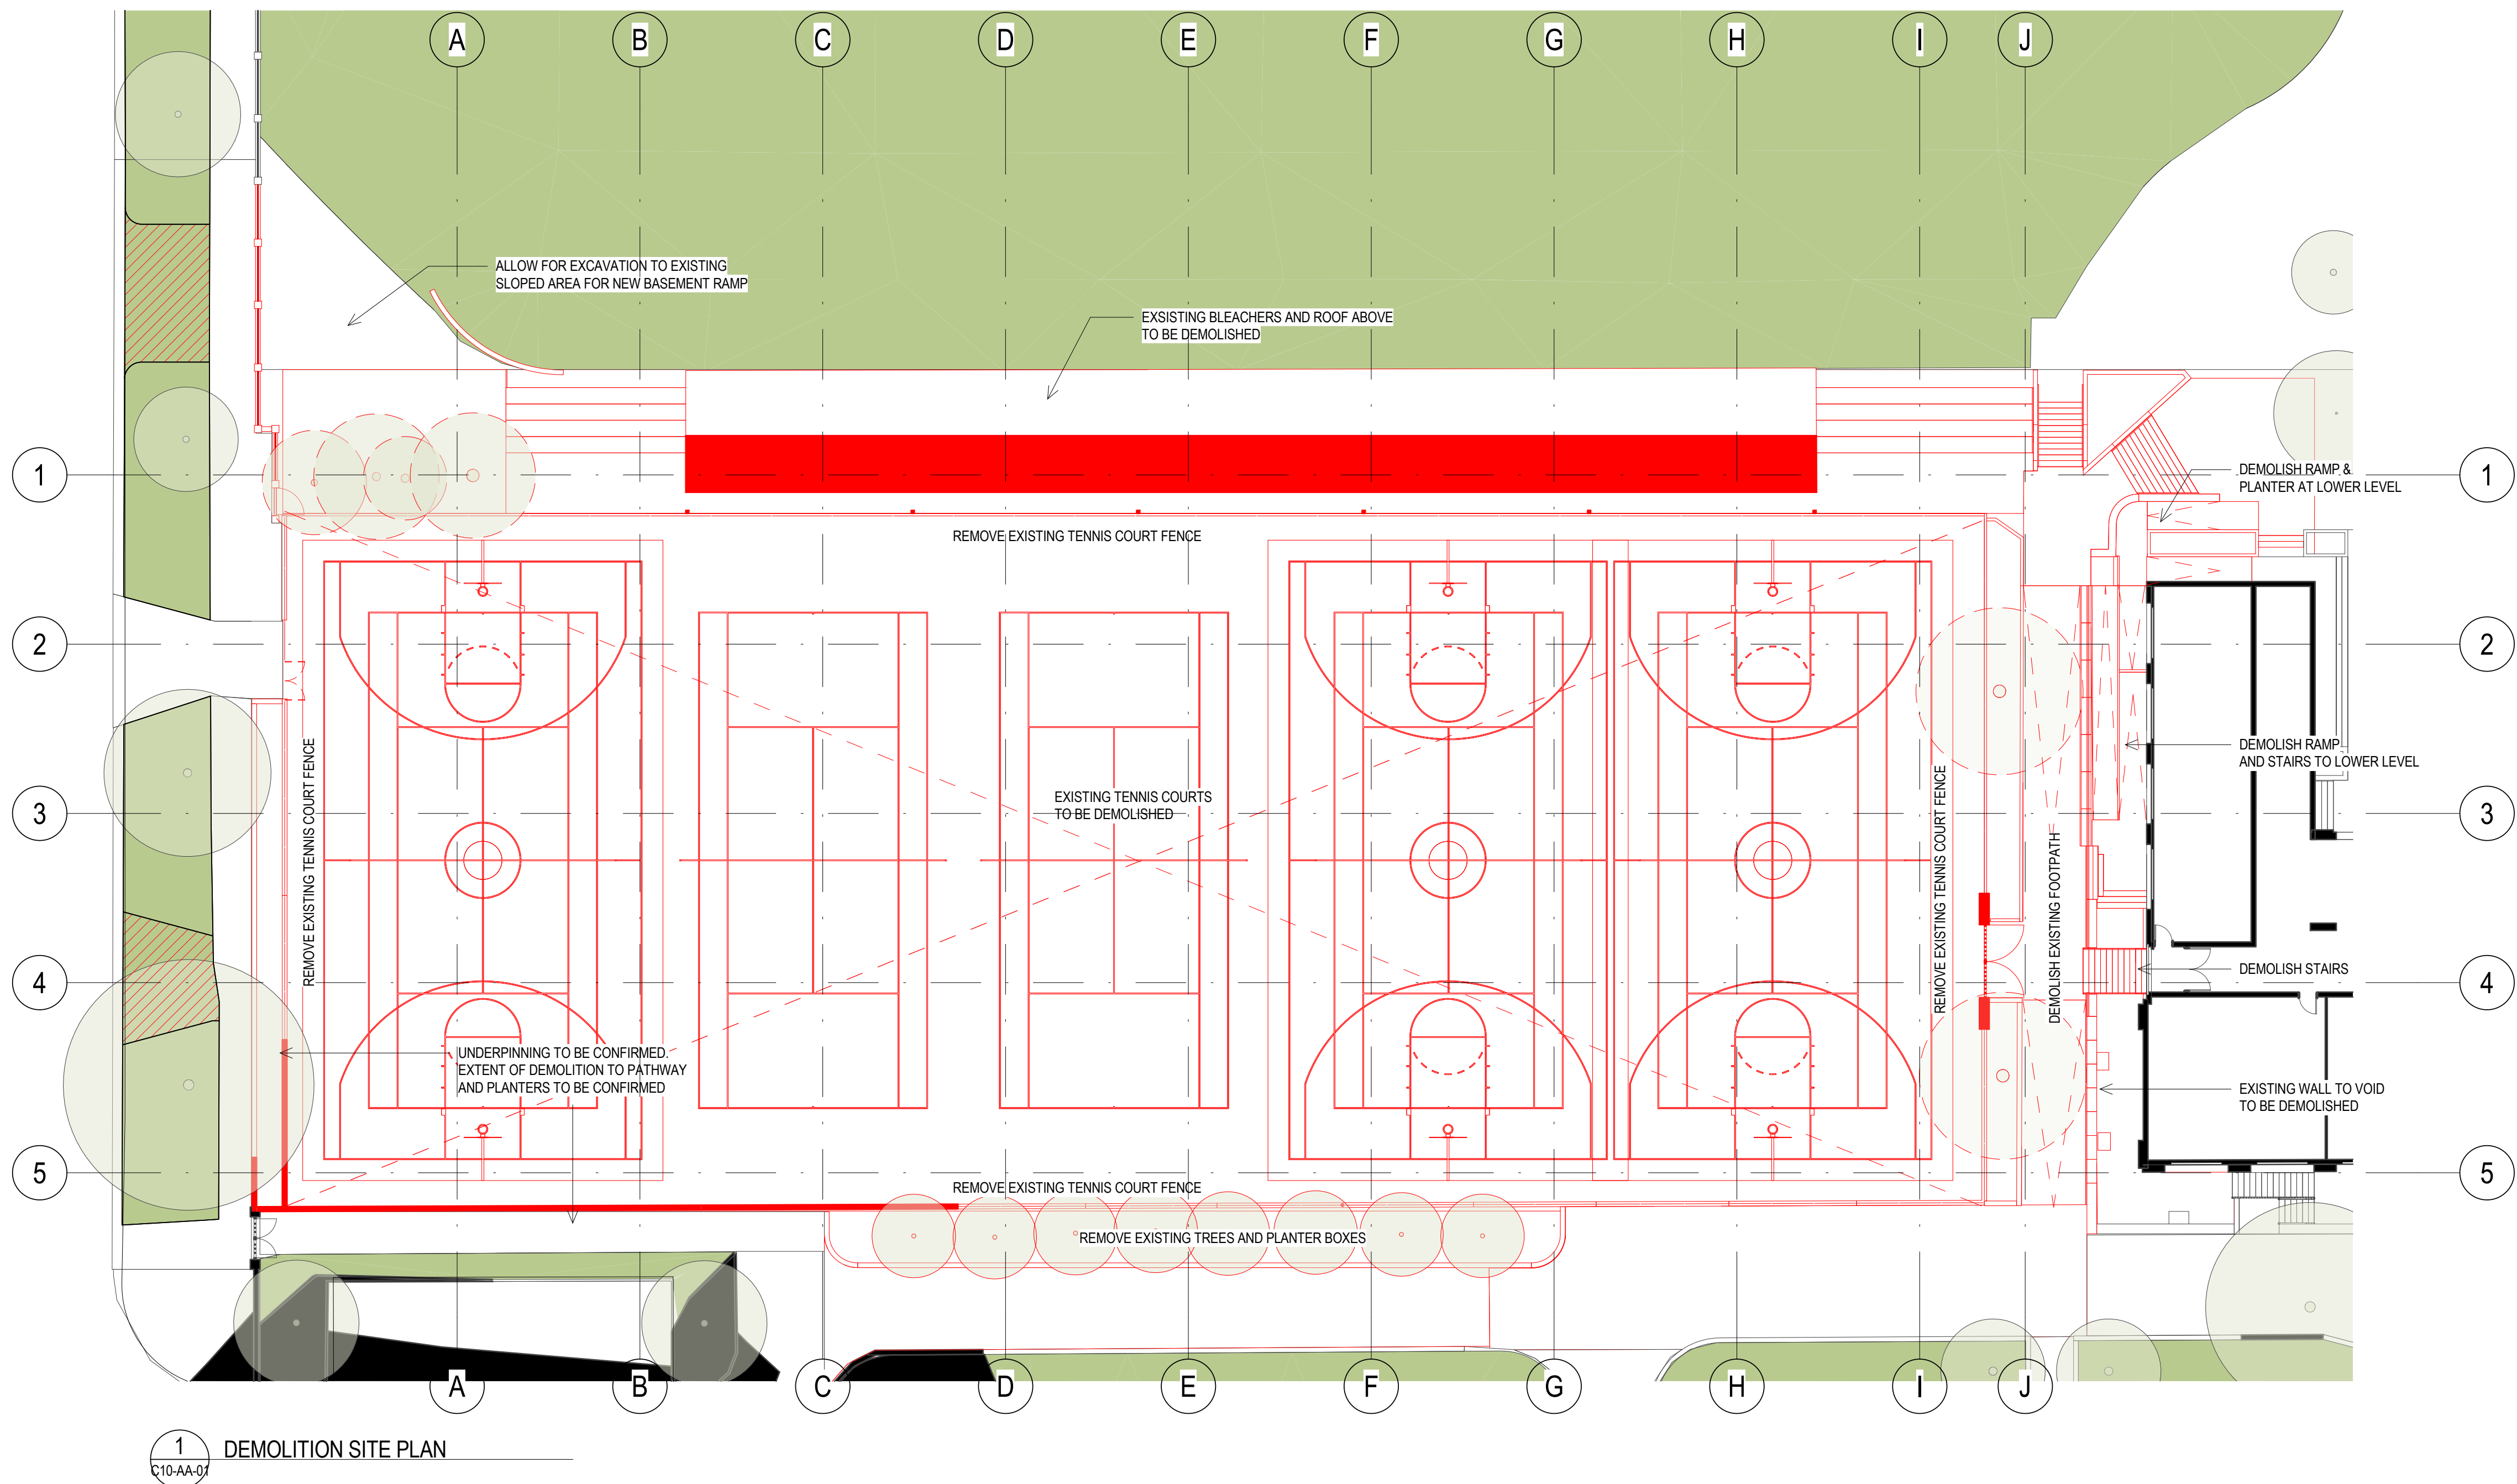 A
B
C
D
E
F
G
H
I
J
ALLOW FOR EXCAVATION TO EXISTING
SLOPED AREA FOR NEW BASEMENT RAMP
EXSISTING BLEACHERS AND ROOF ABOVE
TO BE DEMOLISHED
1
DEMOLISH RAMP &
PLANTER AT LOWER LEVEL
1
REMOVE EXISTING TENNIS COURT FENCE
2
2
DEMOLISH RAMP
AND STAIRS TO LOWER LEVEL
REMOVE EXISTING TENNIS COURT FENCE
EXISTING TENNIS COURTS
TO BE DEMOLISHED
REMOVE EXISTING TENNIS COURT FENCE
DEMOLISH EXISTING FOOTPATH
3
3
DEMOLISH STAIRS
4
4
UNDERPINNING TO BE CONFIRMED.
EXTENT OF DEMOLITION TO PATHWAY
AND PLANTERS TO BE CONFIRMED
EXISTING WALL TO VOID
TO BE DEMOLISHED
5
5
REMOVE EXISTING TENNIS COURT FENCE
REMOVE EXISTING TREES AND PLANTER BOXES
A
B
C
D
E
F
G
H
I
J
1
C10-AA-01
DEMOLITION SITE PLAN